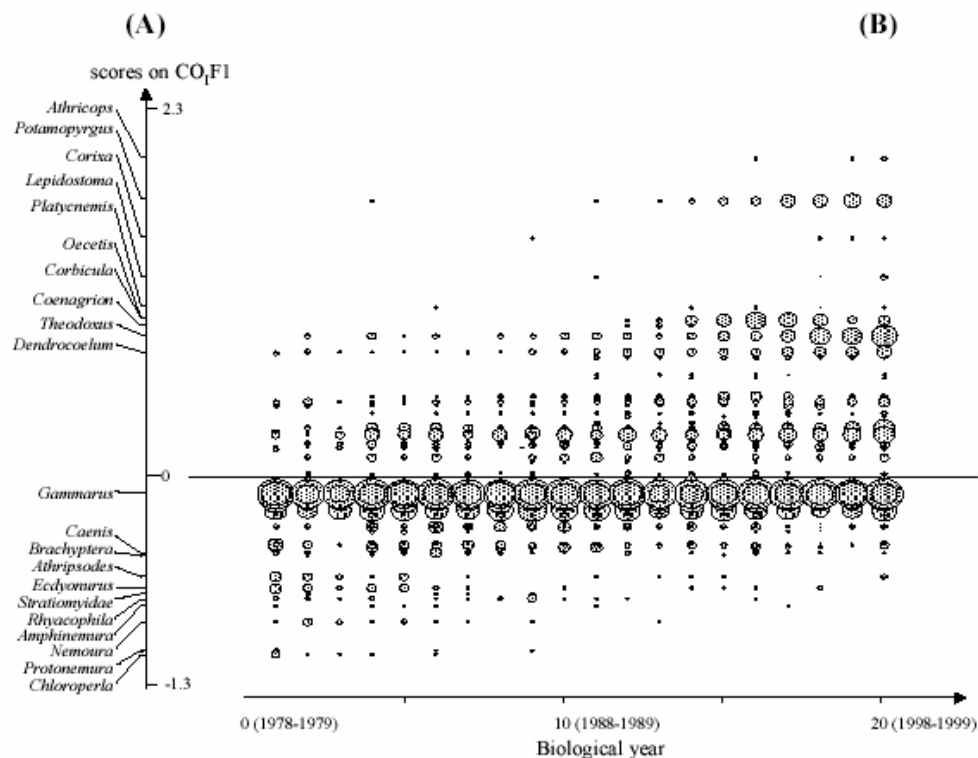 (A)
(B)
scores on CO_IF1
2.3
Athricops
Potamopyrgus
Corixa
Lepidostoma
Platycnemis
Oecetis
Corbicula
Coenagrion
Theodoxus
Dendrocoelum
0
Gammarus
Caenis
Brachyptera
Athripsodes
Ecdyonurus
Stratiomyidae
Rhyacophila
Amphinemura
Nemoura
Protonemura
Chloroperla
-1.3
0 (1978-1979)
10 (1988-1989)
20 (1998-1999)
Biological year